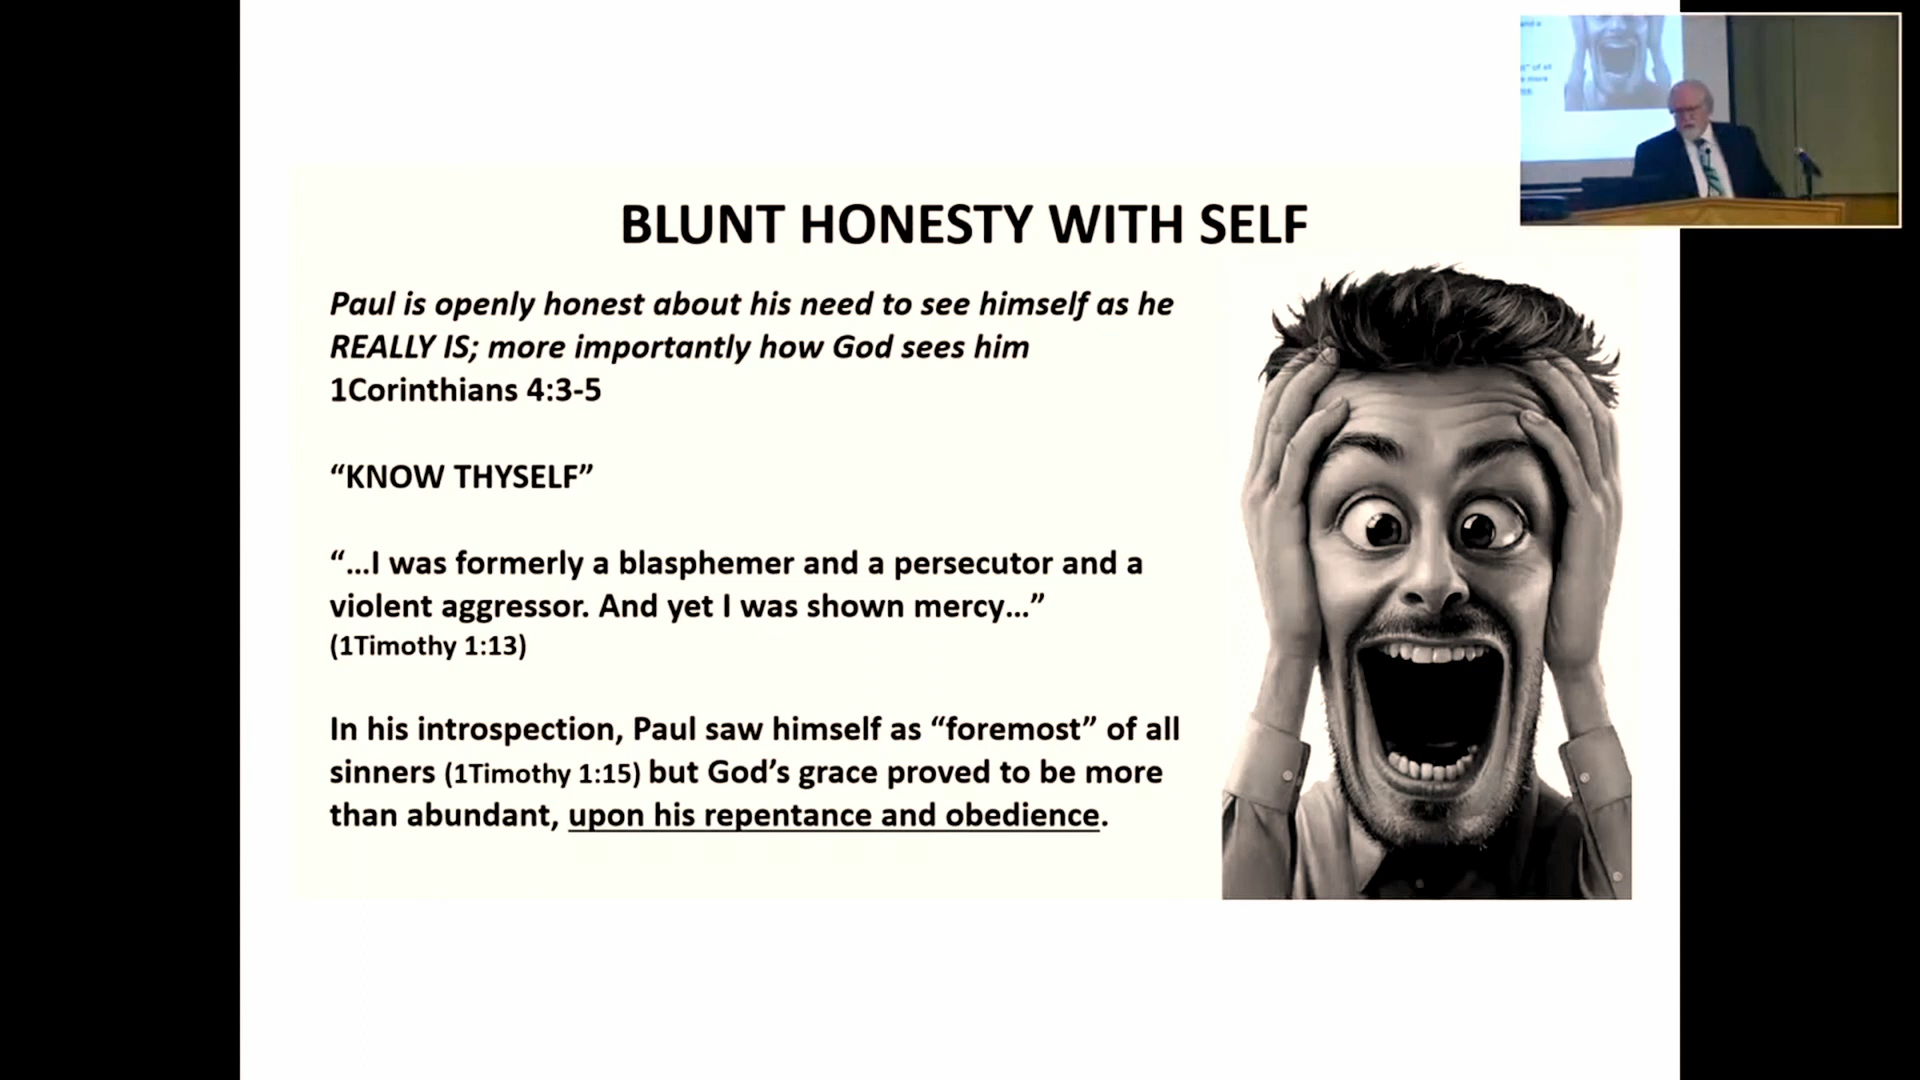 BLUNT HONESTY WITH SELF
Paul is openly honest about his need to see himself as he
REALLY IS; more importantly how God sees him
1Corinthians 4:3-5
“KNOW THYSELF”
“…I was formerly a blasphemer and a persecutor and a
violent aggressor. And yet I was shown mercy…”
(1Timothy 1:13)
In his introspection, Paul saw himself as “foremost” of all
sinners (1Timothy 1:15) but God’s grace proved to be more
than abundant, upon his repentance and obedience.